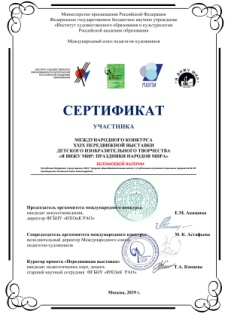 Министерство просвещения Российской Федерации
Федеральное государственное бюджетное научное учреждение
«Институт художественного образования и культурологии
Российской академии образования»
Международный союз педагогов-художников
СЕРТИФИКАТ
УЧАСТНИКА
МЕЖДУНАРОДНОГО КОНКУРСА
XXIX ПЕРЕДВИЖНОЙ ВЫСТАВКИ
ДЕТСКОГО ИЗОБРАЗИТЕЛЬНОГО ТВОРЧЕСТВА
«Я ВИЖУ МИР: ПРАЗДНИКИ НАРОДОВ МИРА»
Председатель оргкомитета международного конкурса
кандидат искусствоведения,
директор ФГБНУ «ИХОиК РАО»
Е.М. Акишина
Сопредседатель оргкомитета международного конкурса
исполнительный директор Международного союза
педагогов-художников
М. К. Астафьева
Куратор проекта «Передвижная выставка»
кандидат педагогических наук, доцент,
старший научный сотрудник ФГБНУ «ИХОиК РАО»
Т.А. Копцева
Москва, 2019 г.